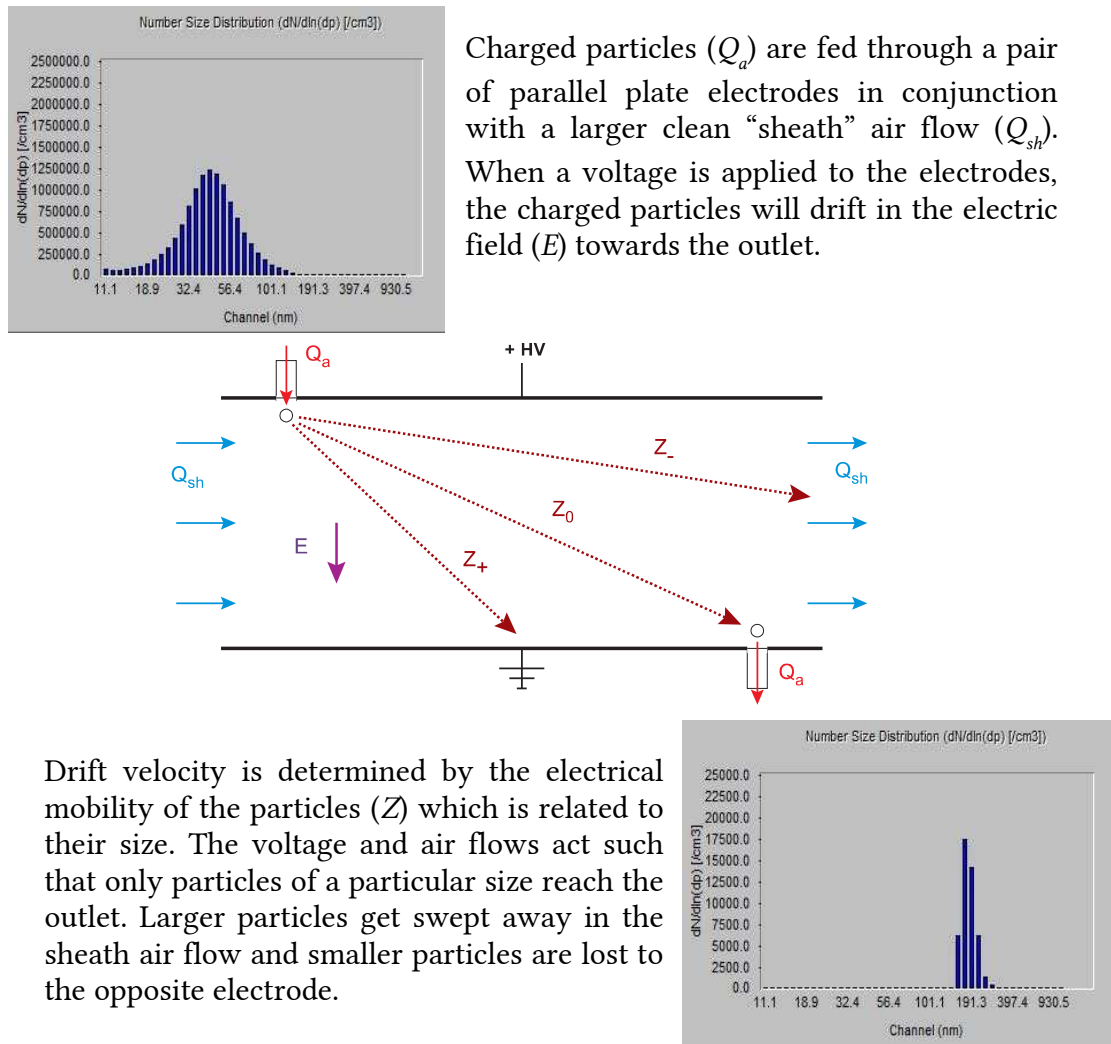 Number Size Distribution (dN/dln(dp) [/cm3])
dN/dln(dp) [/cm3]
2500000.0
2250000.0
2000000.0
1750000.0
1500000.0
1250000.0
1000000.0
750000.0
500000.0
250000.0
0.0
11.1 18.9 32.4 56.4 101.1 191.3 397.4 930.5
Channel (nm)
Charged particles (Qa) are fed through a pair
of parallel plate electrodes in conjunction
with a larger clean “sheath” air flow (Qsh).
When a voltage is applied to the electrodes,
the charged particles will drift in the electric
field (E) towards the outlet.
Qa
+ HV
Qsh
Z-
Qsh
Z0
E
Z+
Qa
Drift velocity is determined by the electrical
mobility of the particles (Z) which is related to
their size. The voltage and air flows act such
that only particles of a particular size reach the
outlet. Larger particles get swept away in the
sheath air flow and smaller particles are lost to
the opposite electrode.
Number Size Distribution (dN/dln(dp) [/cm3])
dN/dln(dp) [/cm3]
25000.0
22500.0
20000.0
17500.0
15000.0
12500.0
10000.0
7500.0
5000.0
2500.0
0.0
11.1 18.9 32.4 56.4 101.1 191.3 397.4 930.5
Channel (nm)